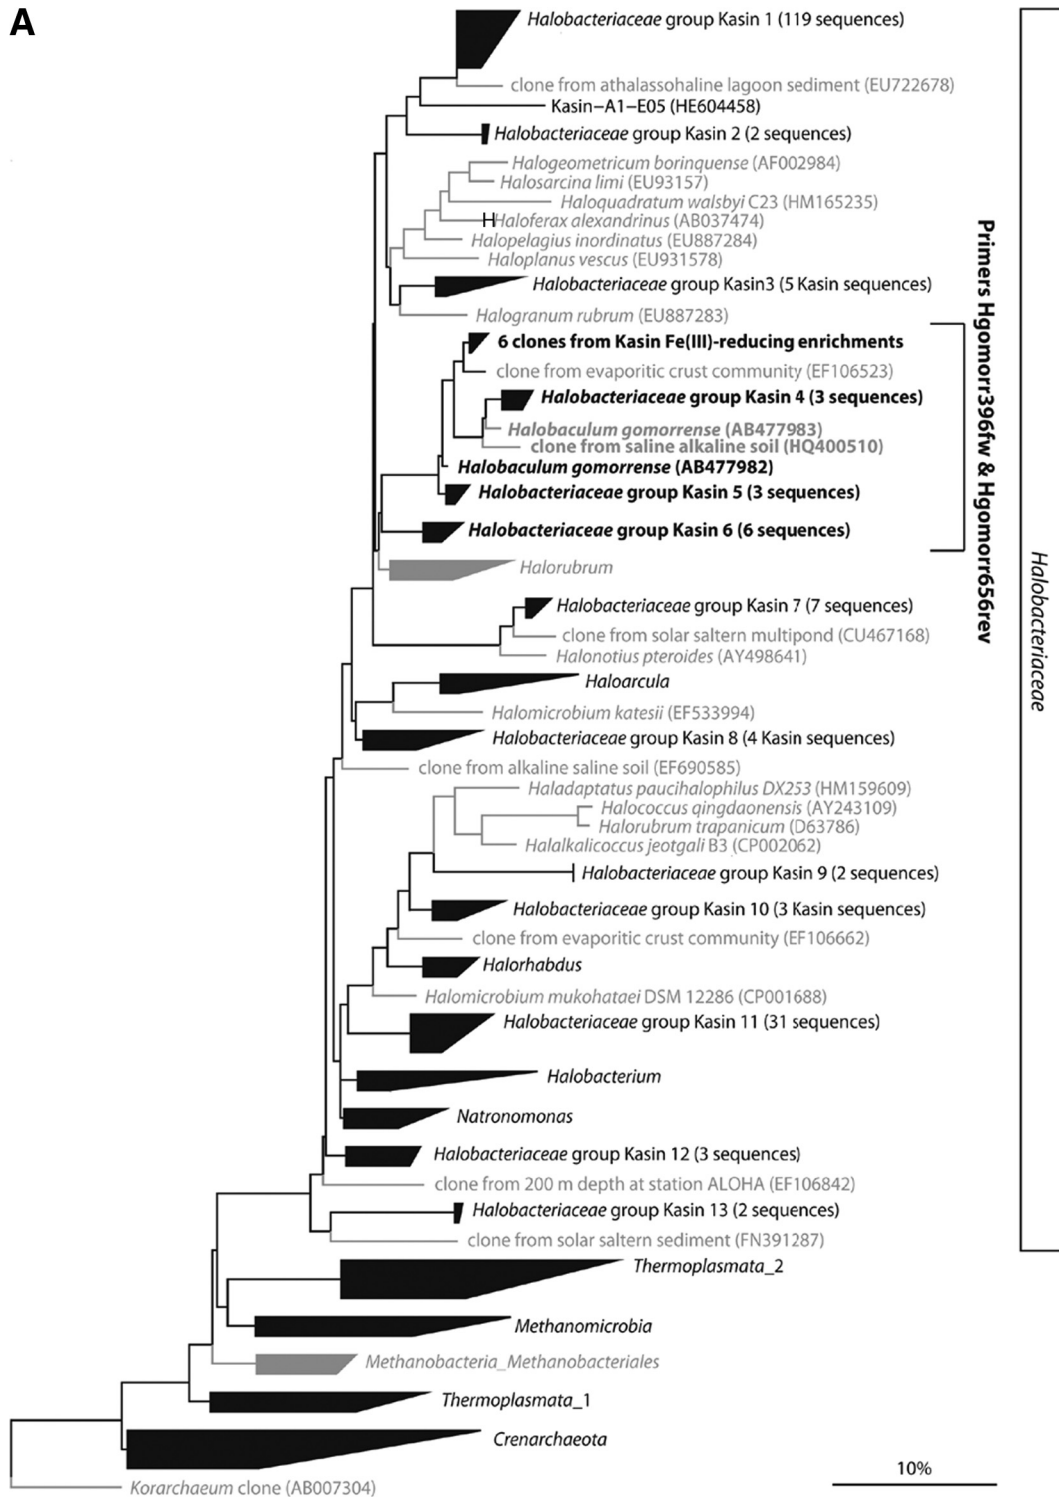 A
Halobacteriaceae group Kasin 1 (119 sequences)
clone from athalassohaline lagoon sediment (EU722678)
Kasin−A1−E05 (HE604458)
Halobacteriaceae group Kasin 2 (2 sequences)
Halogeometricum borinquense (AF002984)
Halosarcina limi (EU93157)
Haloquadratum walsbyi C23 (HM165235)
HHaloferax alexandrinus (AB037474)
Halopelagius inordinatus (EU887284)
Haloplanus vescus (EU931578)
Halobacteriaceae group Kasin3 (5 Kasin sequences)
Halogranum rubrum (EU887283)
6 clones from Kasin Fe(III)-reducing enrichments
clone from evaporitic crust community (EF106523)
Halobacteriaceae group Kasin 4 (3 sequences)
Halobaculum gomorrense (AB477983)
clone from saline alkaline soil (HQ400510)
Halobaculum gomorrense (AB477982)
Halobacteriaceae group Kasin 5 (3 sequences)
Halobacteriaceae group Kasin 6 (6 sequences)
Halorubrum
Halobacteriaceae group Kasin 7 (7 sequences)
clone from solar saltern multipond (CU467168)
Halonotius pteroides (AY498641)
Haloarcula
Halomicrobium katesii (EF533994)
Halobacteriaceae group Kasin 8 (4 Kasin sequences)
clone from alkaline saline soil (EF690585)
Haladaptatus paucihalophilus DX253 (HM159609)
Halococcus qingdaonensis (AY243109)
Halorubrum trapanicum (D63786)
Halalkalicoccus jeotgali B3 (CP002062)
Halobacteriaceae group Kasin 9 (2 sequences)
Halobacteriaceae group Kasin 10 (3 Kasin sequences)
clone from evaporitic crust community (EF106662)
Halorhabdus
Halomicrobium mukohataei DSM 12286 (CP001688)
Halobacteriaceae group Kasin 11 (31 sequences)
Halobacterium
Natronomonas
Halobacteriaceae group Kasin 12 (3 sequences)
clone from 200 m depth at station ALOHA (EF106842)
Halobacteriaceae group Kasin 13 (2 sequences)
clone from solar saltern sediment (FN391287)
Thermoplasmata_2
Methanomicrobia
Methanobacteria_Methanobacteriales
Thermoplasmata_1
Crenarchaeota
Korarchaeum clone (AB007304)
10%
Primers Hgomorr396fw & Hgomorr656rev
Halobacteriaceae